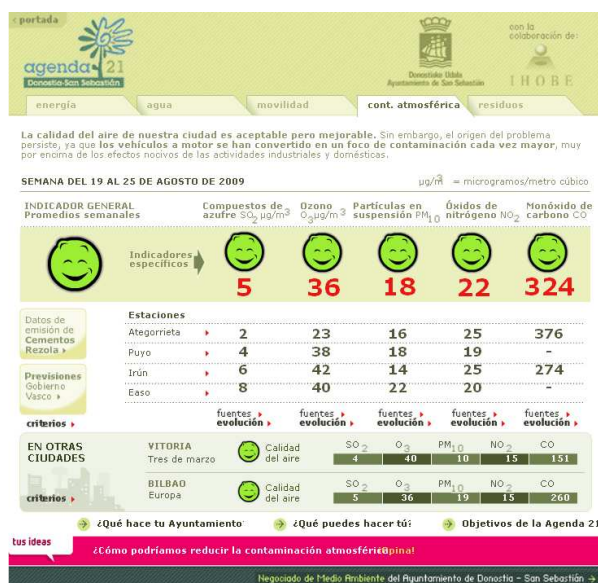 ‹ portada
agenda 21
Donostia-San Sebastián
Donostiako Udala
Ayuntamiento de San Sebastián
con la
colaboración de:
IHOBE
energía
agua
movilidad
cont. atmosférica
residuos
La calidad del aire de nuestra ciudad es aceptable pero mejorable. Sin embargo, el origen del problema
persiste, ya que los vehículos a motor se han convertido en un foco de contaminación cada vez mayor, muy
por encima de los efectos nocivos de las actividades industriales y domésticas.
SEMANA DEL 19 AL 25 DE AGOSTO DE 2009
µg/m3 = microgramos/metro cúbico
INDICADOR GENERAL
Promedios semanales
Compuestos de
azufre SO2 µg/m3
Ozono
O3µg/m3
Partículas en
suspensión PM10
Óxidos de
nitrógeno NO2
Monóxido de
carbono CO
Indicadores
específicos
5 36 18 22 324
Datos de
emisión de
Cementos
Rezola ›
Previsiones
Gobierno
Vasco ›
criterios
Estaciones
Ategorrieta 2 23 16 25 376
Puyo 4 38 18 19 -
Irún 6 42 14 25 274
Easo 8 40 22 20 -
fuentes fuentes fuentes fuentes fuentes
evolución evolución evolución evolución evolución
EN OTRAS
CIUDADES
criterios
VITORIA
Tres de marzo
Calidad
del aire
SO2 O3 PM10 NO2 CO
4 40 10 15 151
BILBAO
Europa
Calidad
del aire
SO2 O3 PM10 NO2 CO
5 36 19 15 260
¿Qué hace tu Ayuntamiento
¿Qué puedes hacer tú?
Objetivos de la Agenda 21
tus ideas
¿Cómo podríamos reducir la contaminación atmosférica Opina!
Negociado de Medio Ambiente del Ayuntamiento de Donostia - San Sebastián